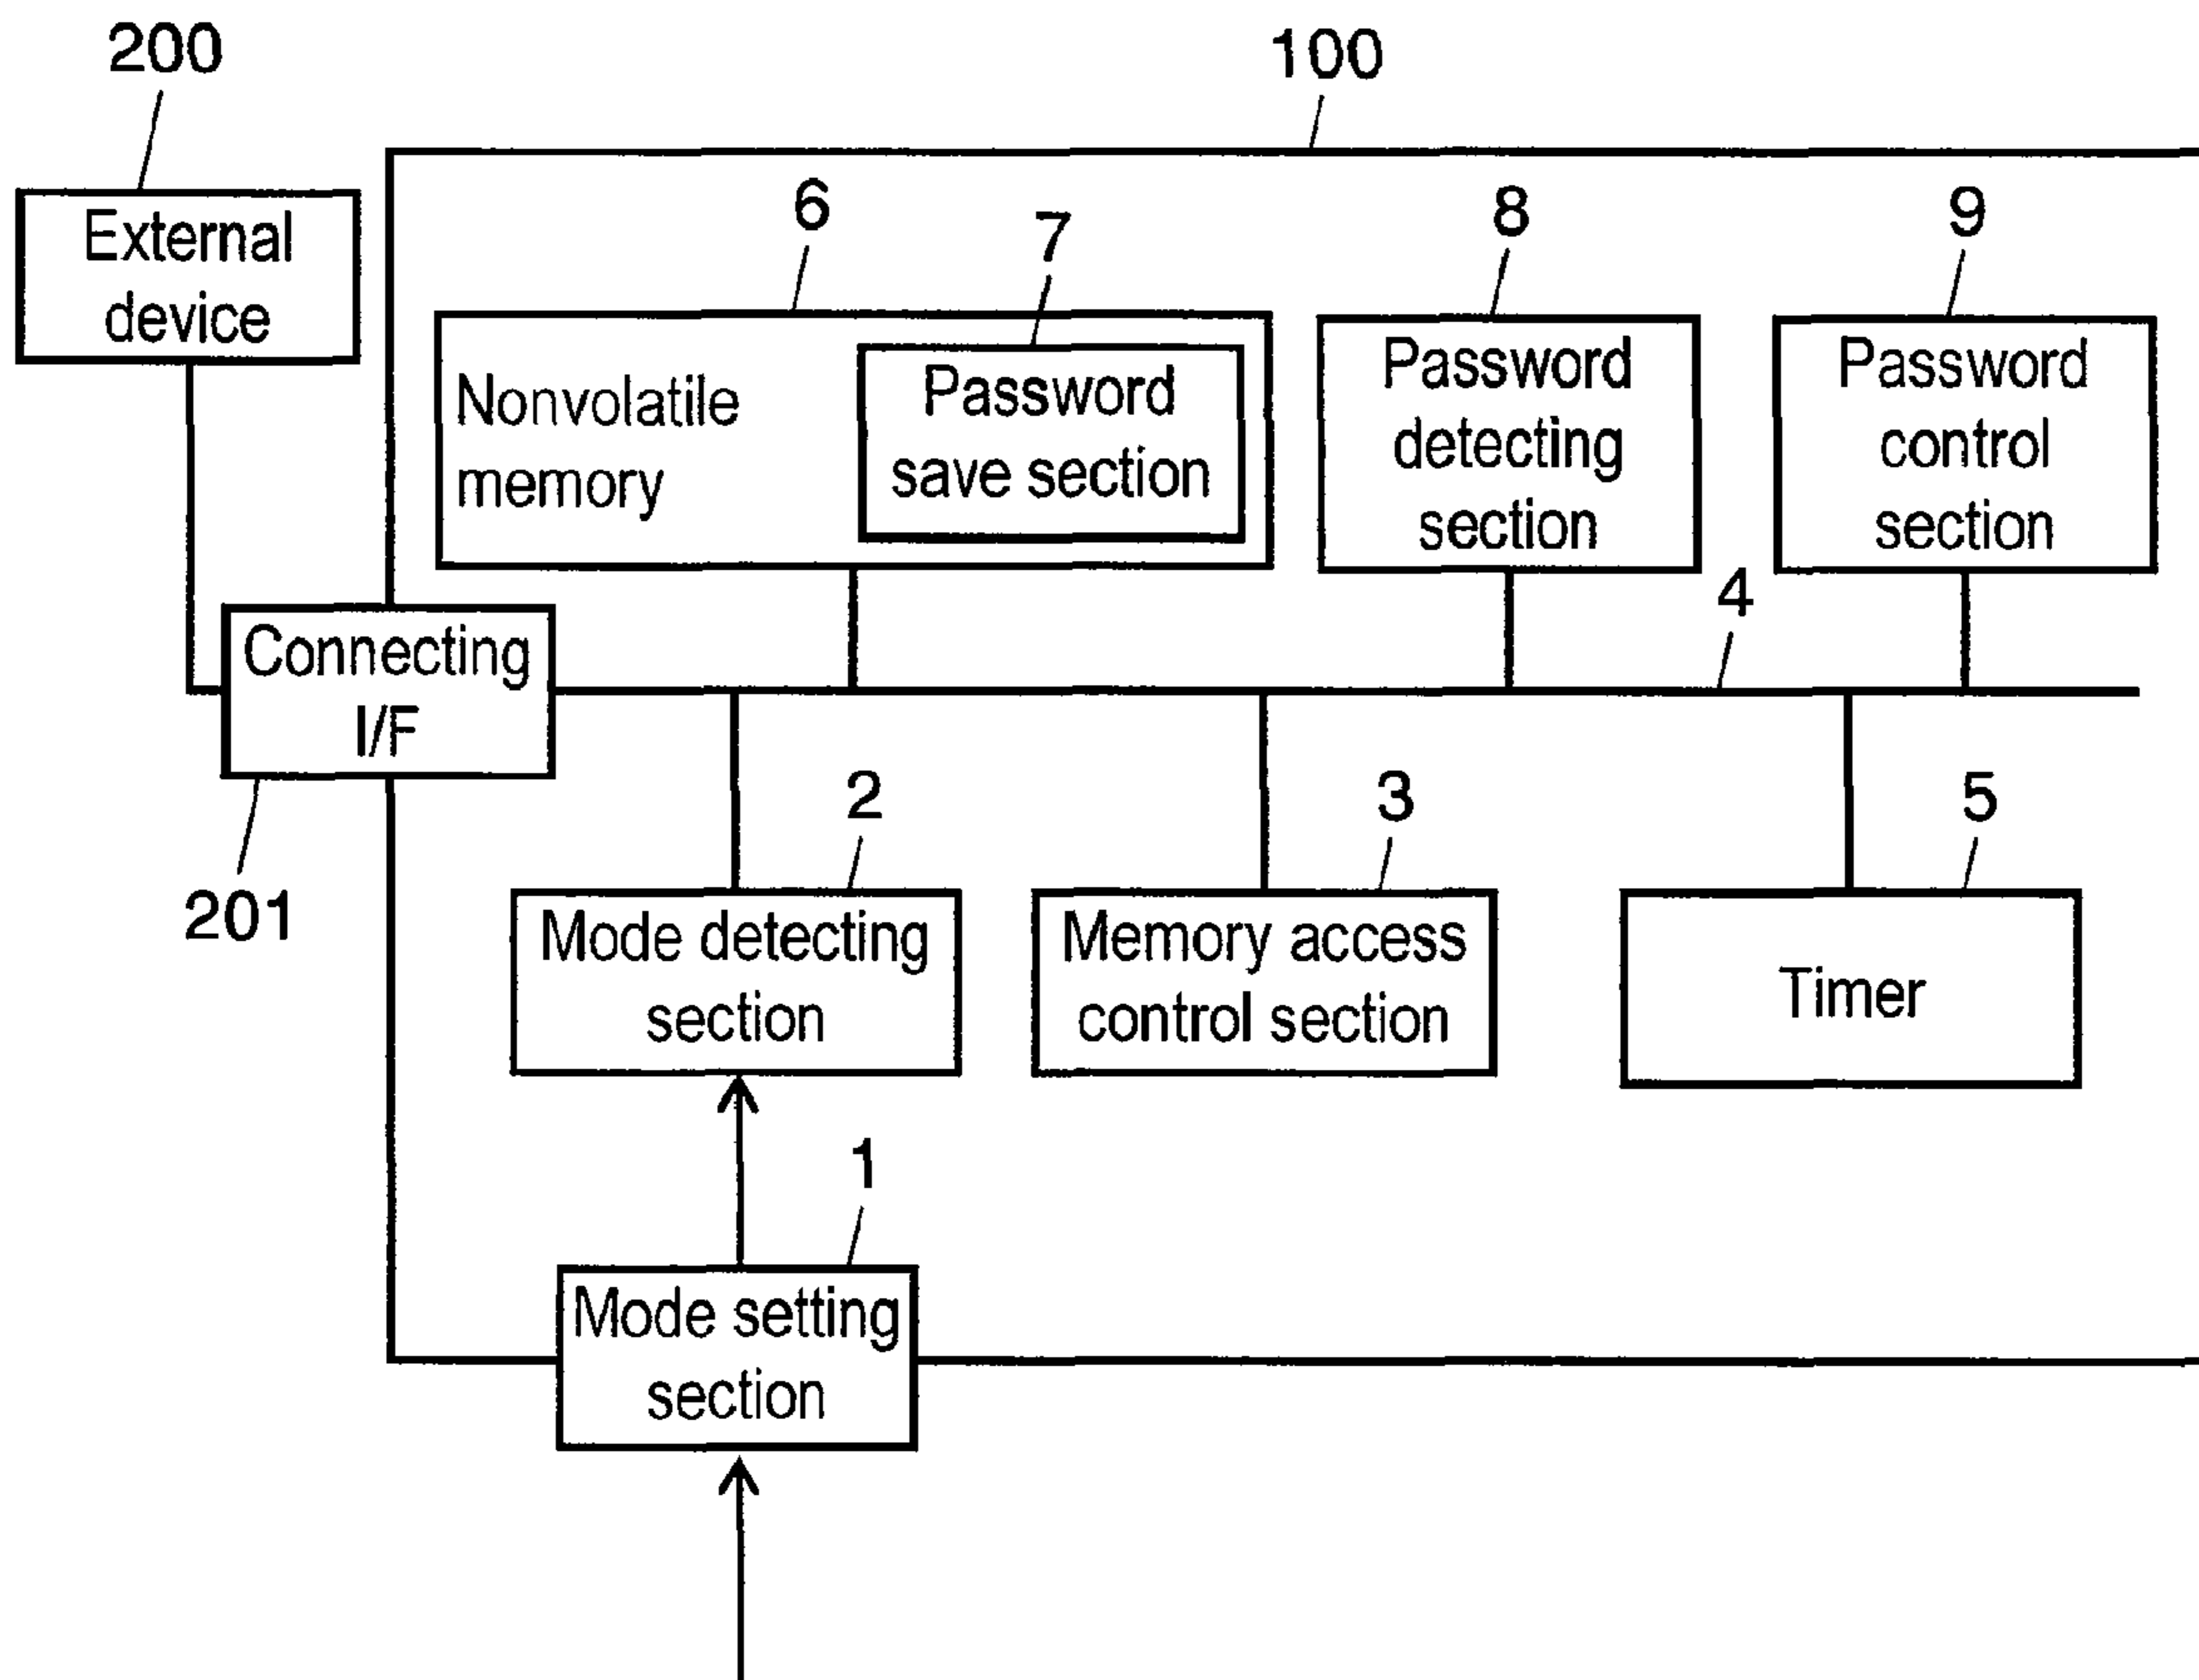 200
100
External
device
6
7
8
9
Nonvolatile
memory
Password
save section
Password
detecting
section
Password
control
section
4
Connecting
I/F
201
2
3
5
Mode detecting
section
Memory access
control section
Timer
1
Mode setting
section